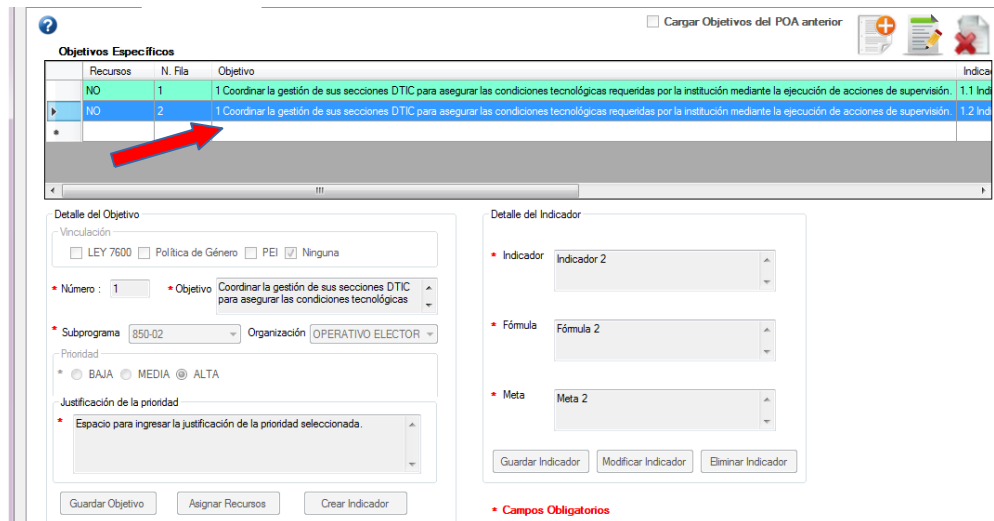 ?
Cargar Objetivos del POA anterior
Objetivos Específicos
Recursos N. Fila Objetivo
NO 1 1 Coordinar la gestión de sus secciones DTIC para asegurar las condiciones tecnológicas requeridas por la institución mediante la ejecución de acciones de supervisión. 1.1
NO 2 1 Coordinar la gestión de sus secciones DTIC para asegurar las condiciones tecnológicas requeridas por la institución mediante la ejecución de acciones de supervisión. 1.2
*
Detalle del Objetivo
Vinculación
LEY 7600 Política de Género PEI Ninguna
* Número : 1 * Objetivo Coordinar la gestión de sus secciones DTIC
para asegurar las condiciones tecnológicas
* Subprograma 850-02 Organización OPERATIVO ELECTOR
Prioridad
* BAJA MEDIA ALTA
Justificación de la prioridad
* Espacio para ingresar la justificación de la prioridad seleccionada.
Guardar Objetivo Asignar Recursos Crear Indicador
Detalle del Indicador
* Indicador Indicador 2
* Fórmula Fórmula 2
* Meta Meta 2
Guardar Indicador Modificar Indicador Eliminar Indicador
* Campos Obligatorios